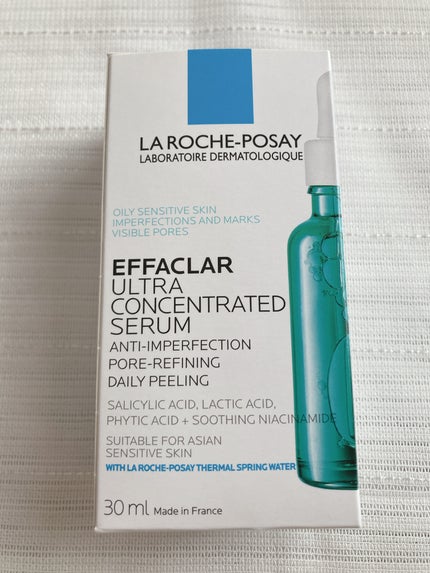 LA ROCHE-POSAY
LABORATOIRE DERMATOLOGIQUE
OILY SENSITIVE SKIN
IMPERFECTIONS AND MARKS
VISIBLE PORES
EFFACLAR
ULTRA
CONCENTRATED
SERUM
ANTI-IMPERFECTION
PORE-REFINING
DAILY PEELING
SALICYLIC ACID, LACTIC ACID,
PHYTIC ACID + SOOTHING NIACINAMIDE
SUITABLE FOR ASIAN
SENSITIVE SKIN
WITH LA ROCHE-POSAY THERMAL SPRING WATER
30 ml Made in France